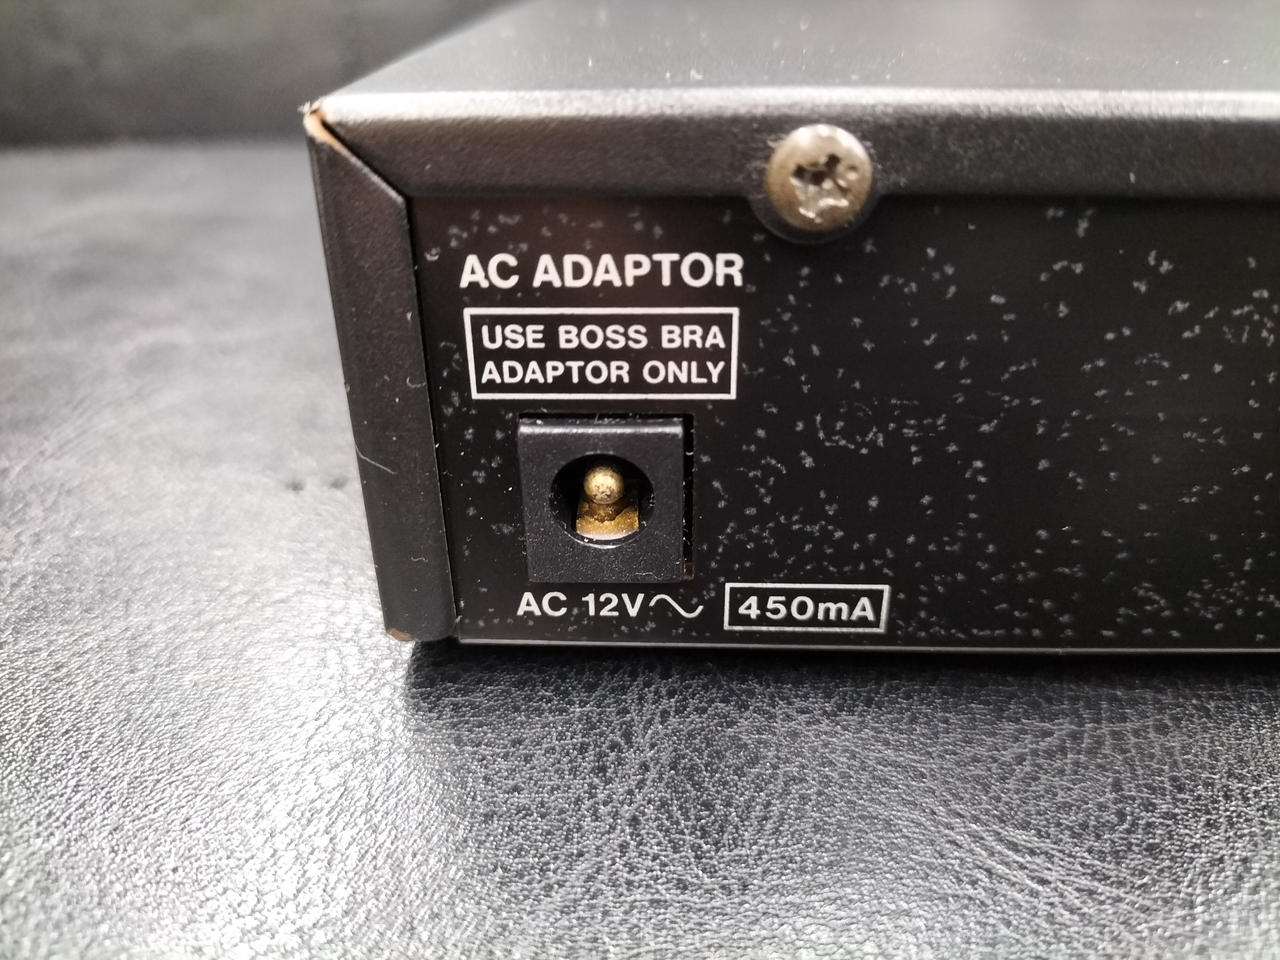 AC ADAPTOR
USE BOSS BRA
ADAPTOR ONLY
AC 12V～ 450mA